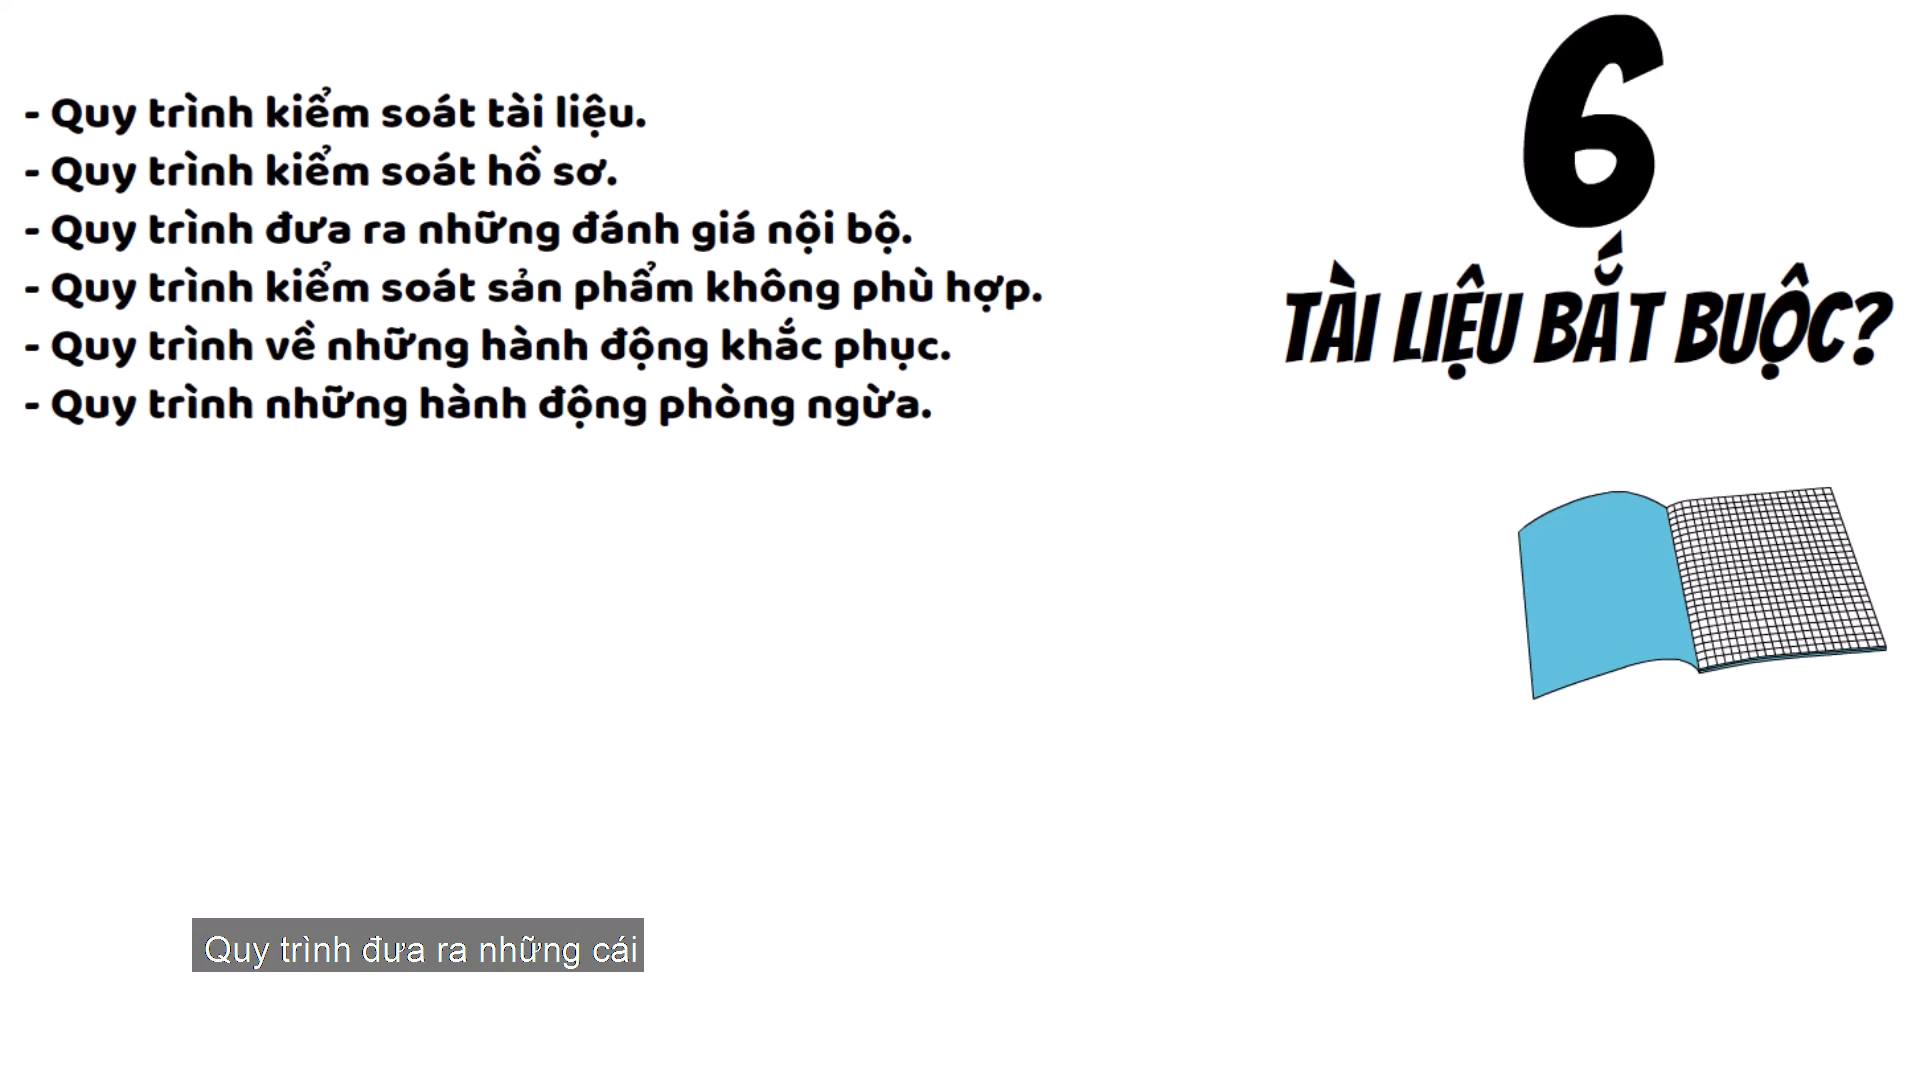 - Quy trình kiểm soát tài liệu.
- Quy trình kiểm soát hồ sơ.
- Quy trình đưa ra những đánh giá nội bộ.
- Quy trình kiểm soát sản phẩm không phù hợp.
- Quy trình về những hành động khắc phục.
- Quy trình những hành động phòng ngừa.
6
TÀI LIỆU BẮT BUỘC?
Quy trình đưa ra những cái